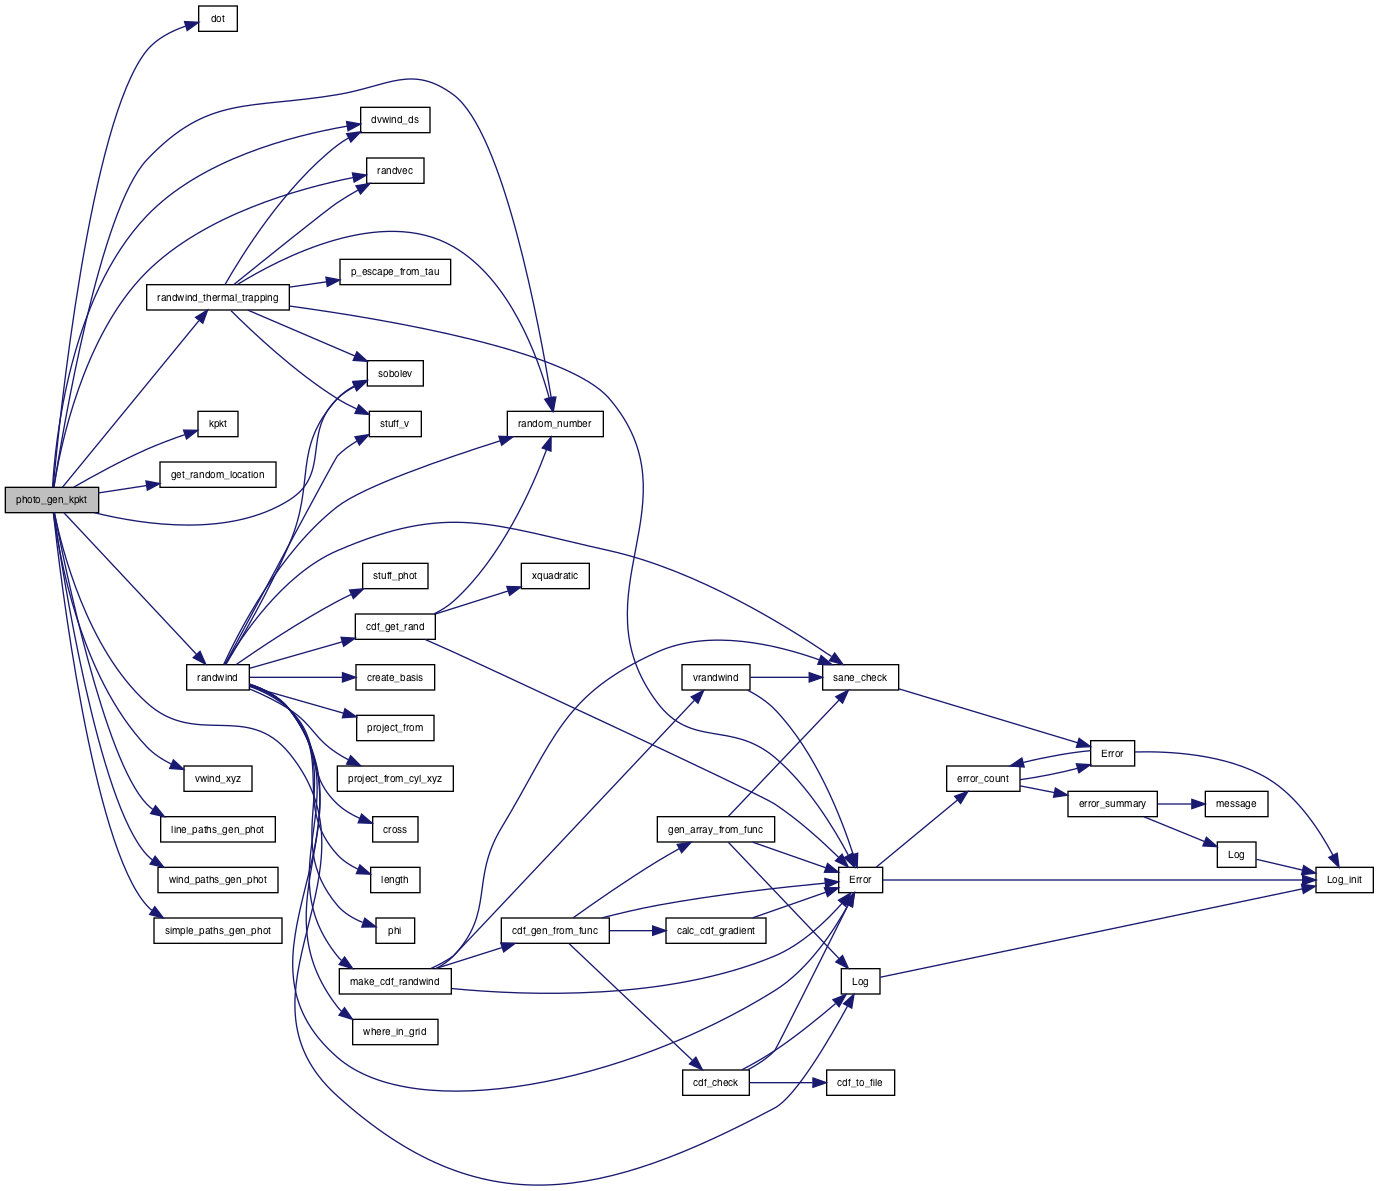 dot
dvwind_ds
randvec
p_escape_from_tau
randwind_thermal_trapping
sobolev
kpkt
stuff_v
random_number
get_random_location
photo_gen_kpkt
stuff_phot
xquadratic
cdf_get_rand
randwind
create_basis
vrandwind
sane_check
project_from
Error
vwind_xyz
project_from_cyl_xyz
error_count
error_summary
message
line_paths_gen_phot
cross
gen_array_from_func
Log
wind_paths_gen_phot
length
Error
Log_init
simple_paths_gen_phot
phi
cdf_gen_from_func
calc_cdf_gradient
make_cdf_randwind
Log
where_in_grid
cdf_check
cdf_to_file